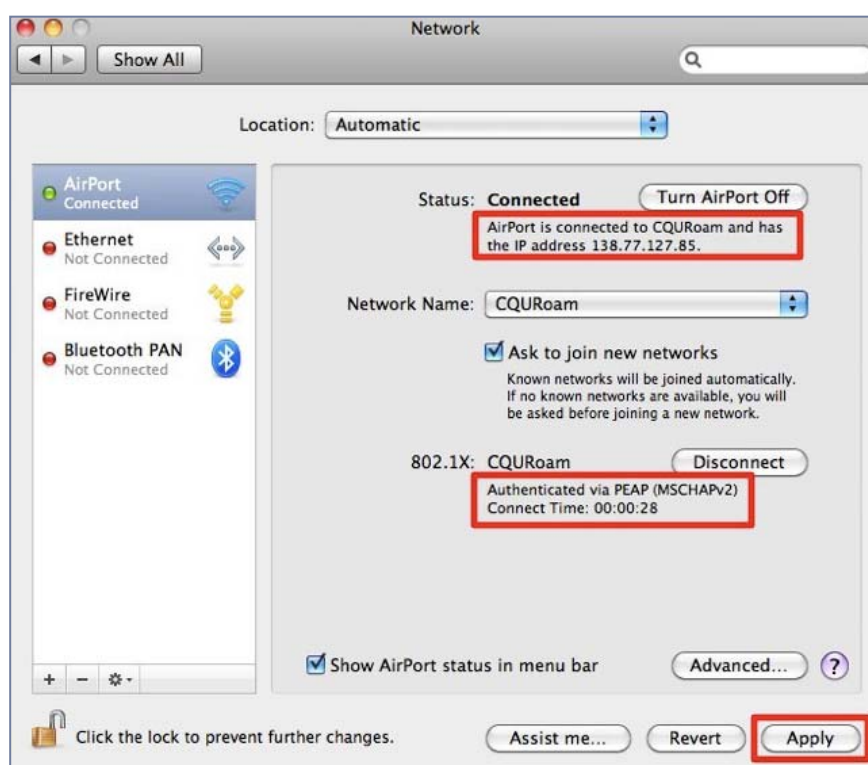 Network
Show All
Location: Automatic
AirPort
Connected
Ethernet
Not Connected
FireWire
Not Connected
Bluetooth PAN
Not Connected
Status: Connected
Turn AirPort Off
AirPort is connected to CQURoam and has
the IP address 138.77.127.85.
Network Name: CQURoam
Ask to join new networks
Known networks will be joined automatically.
If no known networks are available, you will
be asked before joining a new network.
802.1X: CQURoam
Disconnect
Authenticated via PEAP (MSCHAPv2)
Connect Time: 00:00:28
Show AirPort status in menu bar
Advanced...
?
Click the lock to prevent further changes.
Assist me...
Revert
Apply